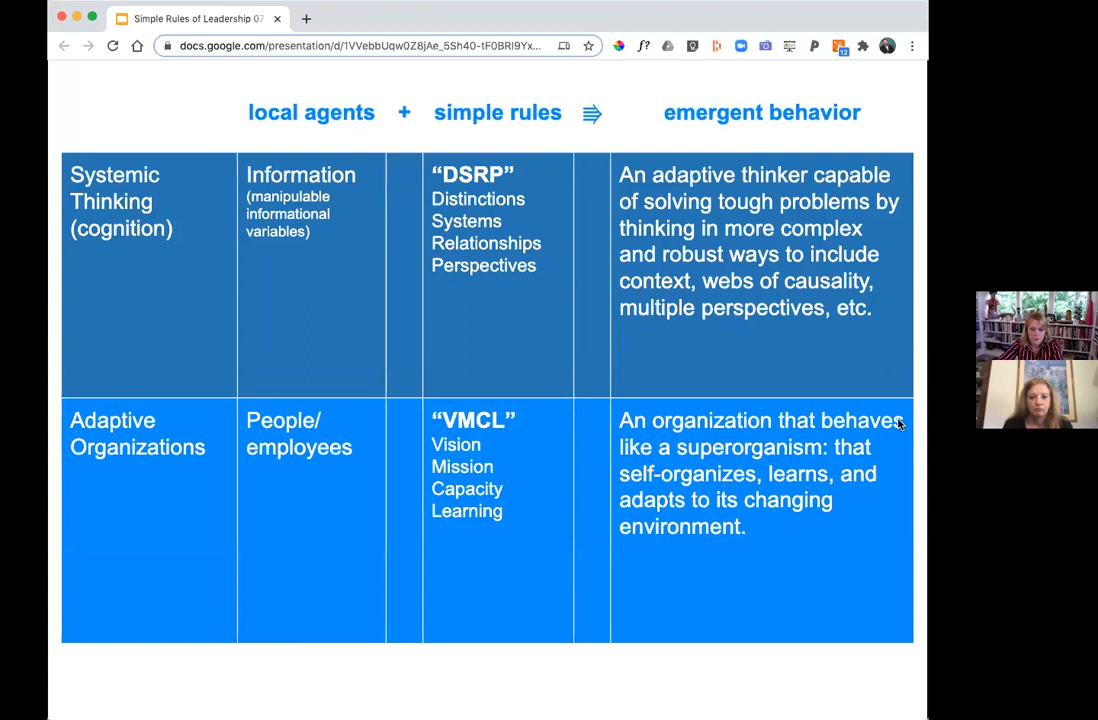 Simple Rules of Leadership 07
docs.google.com/presentation/d/1VVebbUqw0Z8jAe_5Sh40-tF0BRI9Yx...
f?
12
local agents + simple rules ⇛ emergent behavior
Systemic
Thinking
(cognition)
Information
(manipulable
informational
variables)
“DSRP”
Distinctions
Systems
Relationships
Perspectives
An adaptive thinker capable
of solving tough problems by
thinking in more complex
and robust ways to include
context, webs of causality,
multiple perspectives, etc.
Adaptive
Organizations
People/
employees
“VMCL”
Vision
Mission
Capacity
Learning
An organization that behaves
like a superorganism: that
self-organizes, learns, and
adapts to its changing
environment.